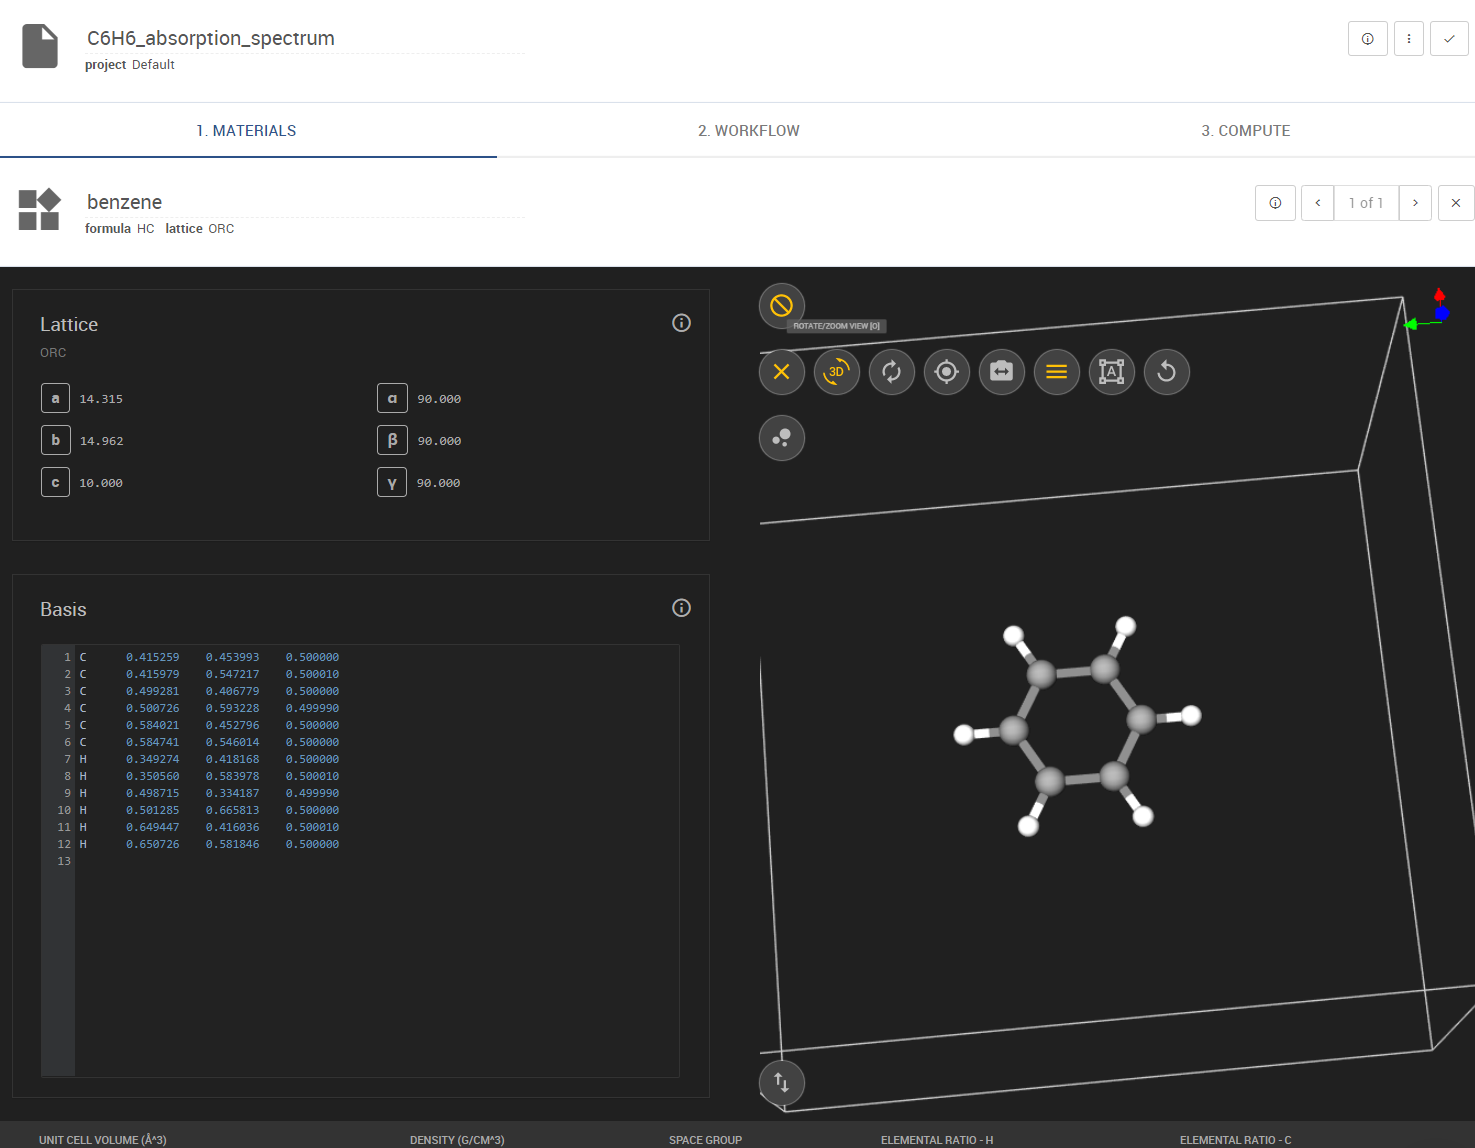 C6H6_absorption_spectrum
project Default
1. MATERIALS 2. WORKFLOW 3. COMPUTE
benzene
formula HC lattice ORC
1 of 1
Lattice
ORC
a 14.315 α 90.000
b 14.962 β 90.000
c 10.000 γ 90.000
Basis
1 C 0.415259 0.453993 0.500000
2 C 0.415979 0.547217 0.500010
3 C 0.499281 0.406779 0.500000
4 C 0.500726 0.593228 0.499990
5 C 0.584021 0.452796 0.500000
6 C 0.584741 0.546014 0.500000
7 H 0.349274 0.418168 0.500000
8 H 0.350560 0.583978 0.500010
9 H 0.498715 0.334187 0.499990
10 H 0.501285 0.665813 0.500000
11 H 0.649447 0.416036 0.500010
12 H 0.650726 0.581846 0.500000
13
ROTATE/ZOOM VIEW [O]
3D
A
UNIT CELL VOLUME (Å^3) DENSITY (G/CM^3) SPACE GROUP ELEMENTAL RATIO - H ELEMENTAL RATIO - C